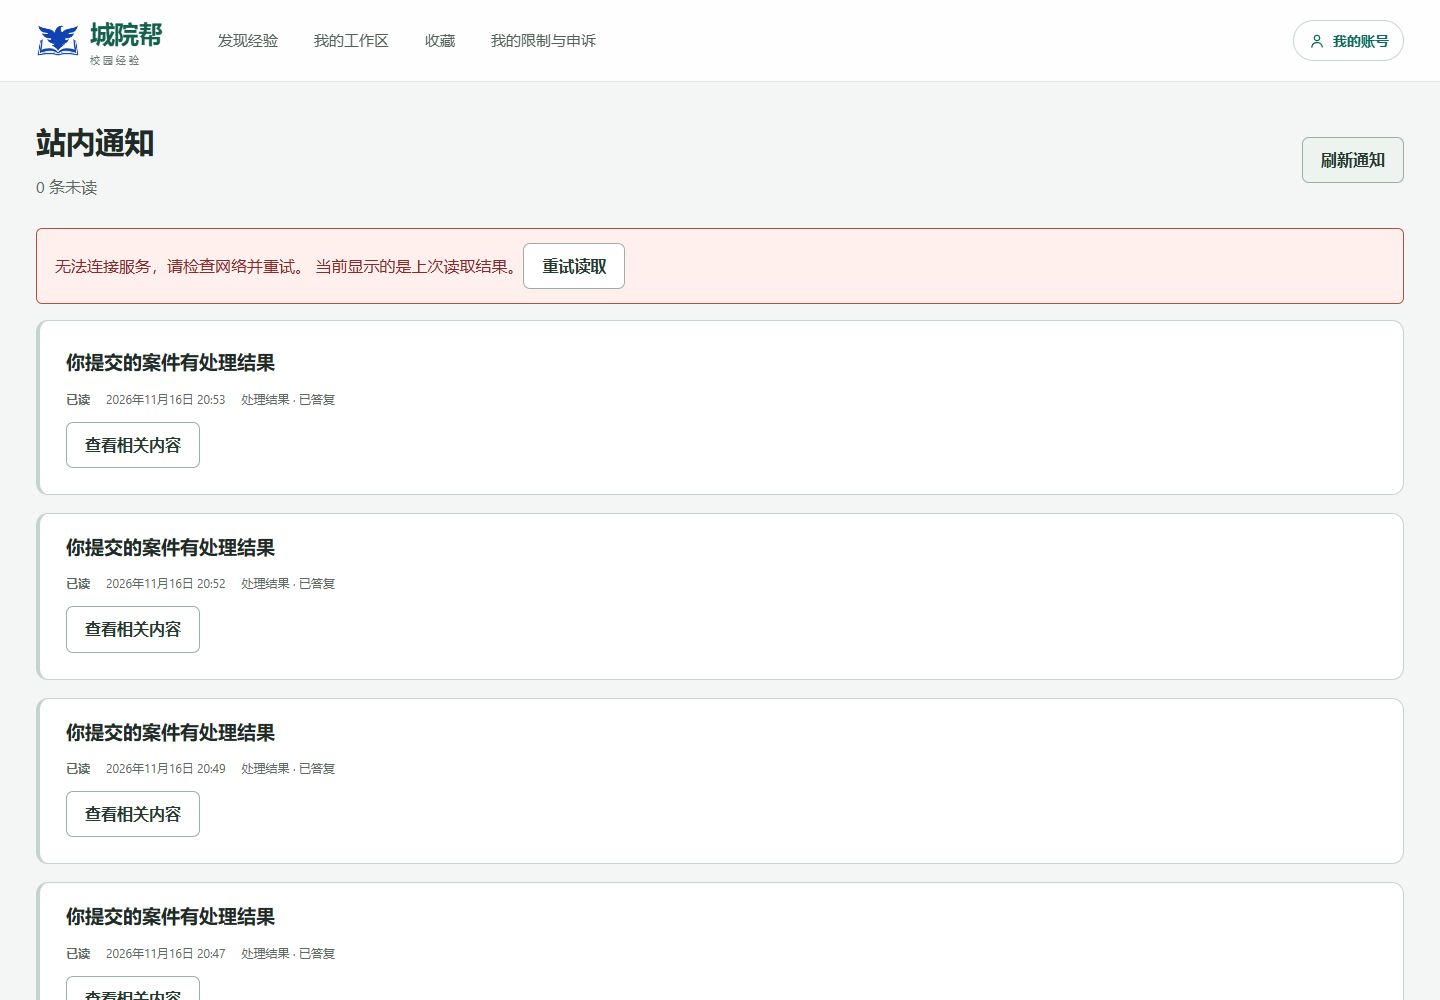 城院帮
校园经验
发现经验 我的工作区 收藏 我的限制与申诉
我的账号
站内通知
0 条未读
刷新通知
无法连接服务，请检查网络并重试。 当前显示的是上次读取结果。 重试读取
你提交的案件有处理结果
已读 2026年11月16日 20:53 处理结果 · 已答复
查看相关内容
你提交的案件有处理结果
已读 2026年11月16日 20:52 处理结果 · 已答复
查看相关内容
你提交的案件有处理结果
已读 2026年11月16日 20:49 处理结果 · 已答复
查看相关内容
你提交的案件有处理结果
已读 2026年11月16日 20:47 处理结果 · 已答复
查看相关内容